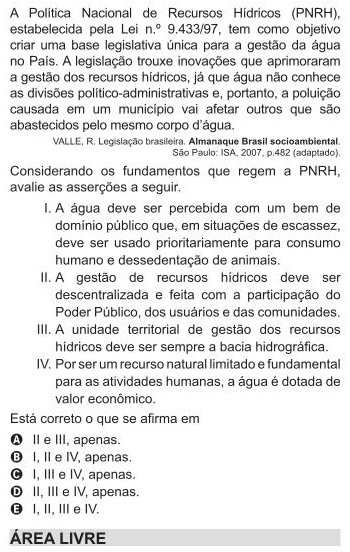 A Política Nacional de Recursos Hídricos (PNRH),
estabelecida pela Lei n.º 9.433/97, tem como objetivo
criar uma base legislativa única para a gestão da água
no País. A legislação trouxe inovações que aprimoraram
a gestão dos recursos hídricos, já que água não conhece
as divisões político-administrativas e, portanto, a poluição
causada em um município vai afetar outros que são
abastecidos pelo mesmo corpo d'água.
VALLE, R. Legislação brasileira. Almanaque Brasil socioambiental.
São Paulo: ISA, 2007, p.482 (adaptado).
Considerando os fundamentos que regem a PNRH,
avalie as asserções a seguir.
I. A água deve ser percebida com um bem de
domínio público que, em situações de escassez,
deve ser usado prioritariamente para consumo
humano e dessedentação de animais.
II. A gestão de recursos hídricos deve ser
descentralizada e feita com a participação do
Poder Público, dos usuários e das comunidades.
III. A unidade territorial de gestão dos recursos
hídricos deve ser sempre a bacia hidrográfica.
IV. Por ser um recurso natural limitado e fundamental
para as atividades humanas, a água é dotada de
valor econômico.
Está correto o que se afirma em
A II e III, apenas.
B I, II e IV, apenas.
C I, III e IV, apenas.
D II, III e IV, apenas.
E I, II, III e IV.
ÁREA LIVRE